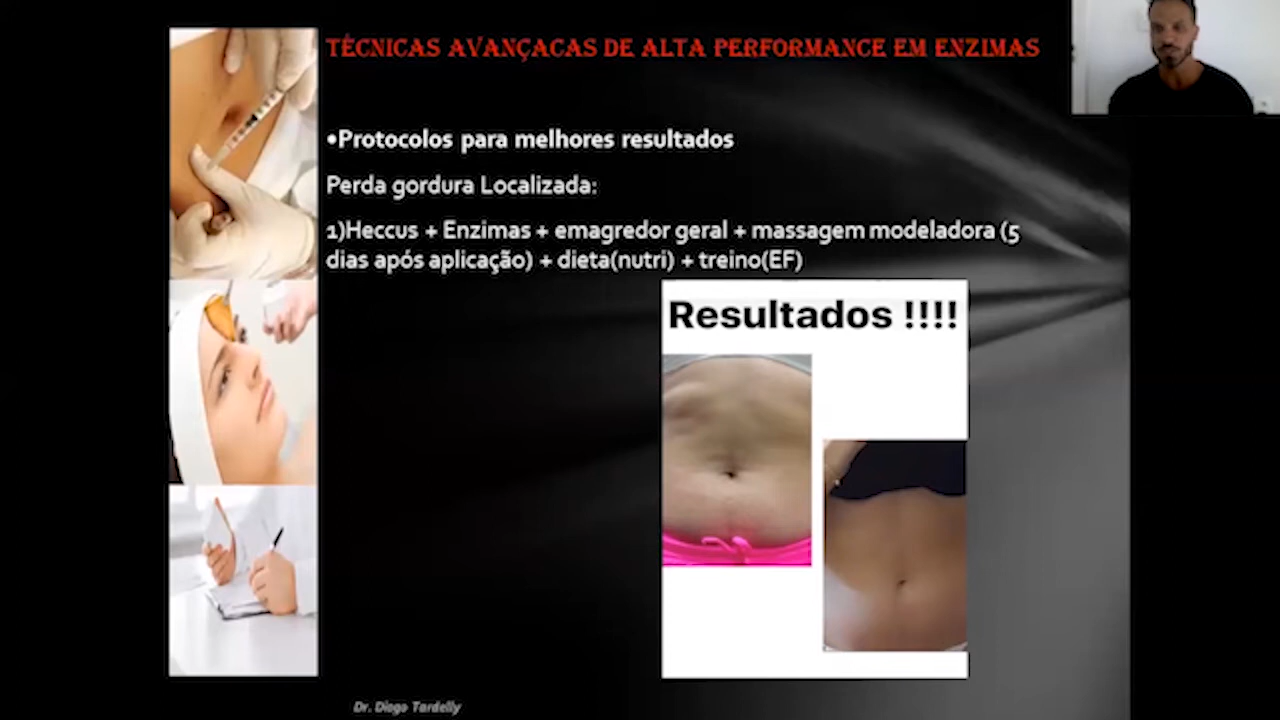 TÉCNICAS AVANÇACAS DE ALTA PERFORMANCE EM ENZIMAS
•Protocolos para melhores resultados
Perda gordura Localizada:
1)Heccus + Enzimas + emagredor geral + massagem modeladora (5
dias após aplicação) + dieta(nutri) + treino(EF)
Resultados !!!!
Dr. Diogo Tardelly